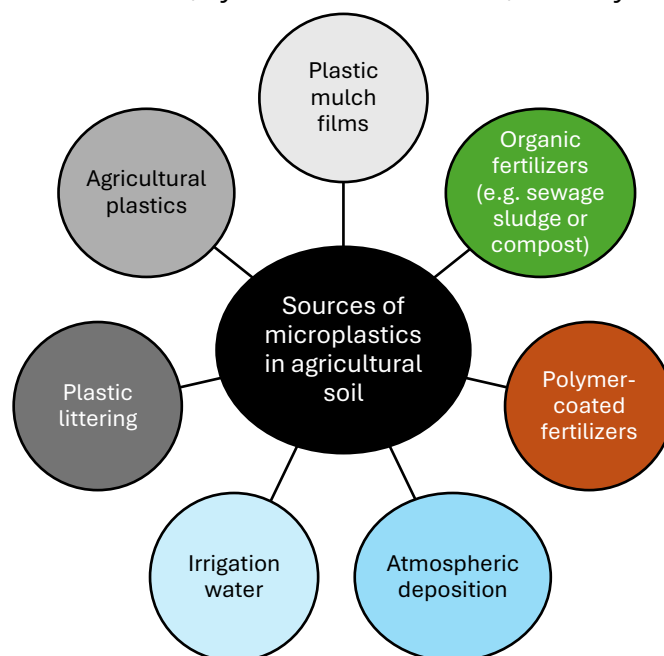 Plastic
mulch
films
Organic
fertilizers
(e.g. sewage
sludge or
compost)
Agricultural
plastics
Sources of
microplastics
in agricultural
soil
Polymer-
coated
fertilizers
Plastic
littering
Irrigation
water
Atmospheric
deposition